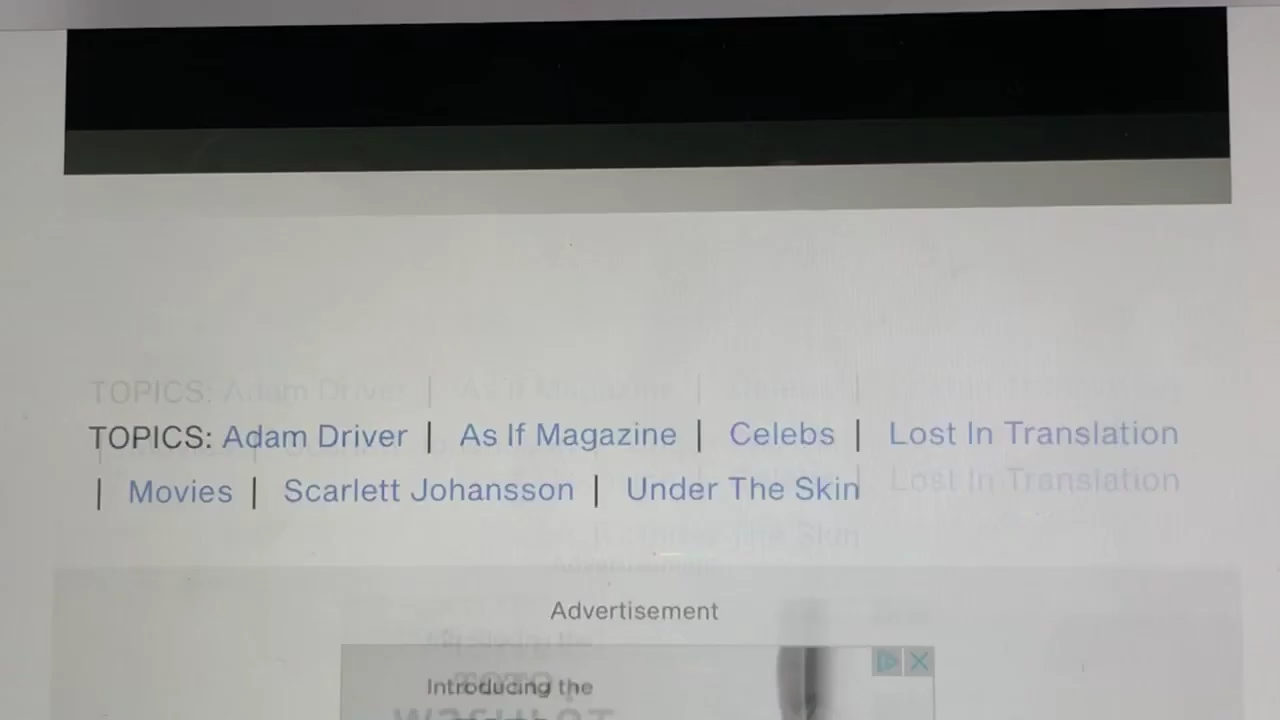 TOPICS: Adam Driver | As If Magazine | Celebs | Lost In Translation
| Movies | Scarlett Johansson | Under The Skin
Advertisement
Introducing the